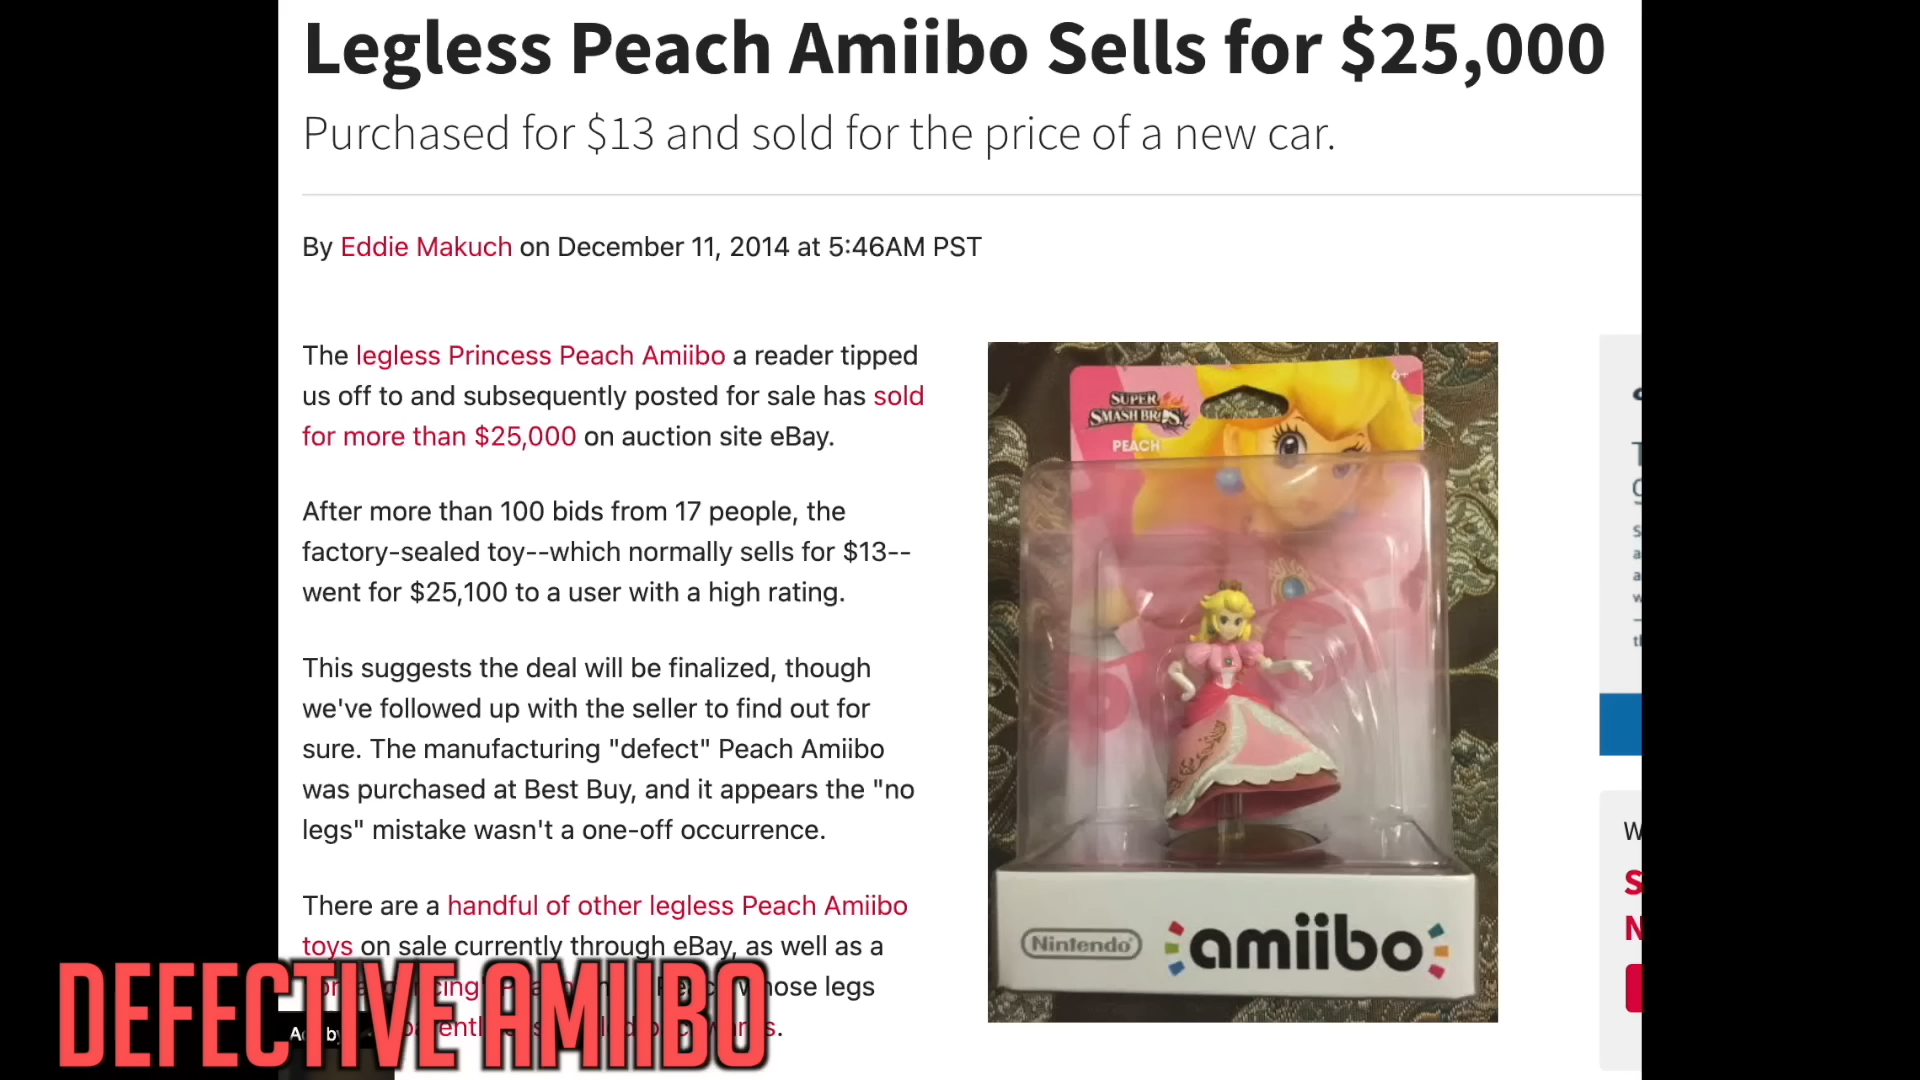 Legless Peach Amiibo Sells for $25,000
Purchased for $13 and sold for the price of a new car.
By Eddie Makuch on December 11, 2014 at 5:46AM PST
The legless Princess Peach Amiibo a reader tipped
us off to and subsequently posted for sale has sold
for more than $25,000 on auction site eBay.
After more than 100 bids from 17 people, the
factory-sealed toy--which normally sells for $13--
went for $25,100 to a user with a high rating.
This suggests the deal will be finalized, though
we've followed up with the seller to find out for
sure. The manufacturing "defect" Peach Amiibo
was purchased at Best Buy, and it appears the "no
legs" mistake wasn't a one-off occurrence.
There are a handful of other legless Peach Amiibo
toys on sale currently through eBay, as well as a
legs
DEFECTIVE AMIIBO
SUPER
SMASH BROS.
PEACH
6+
Nintendo
amiibo